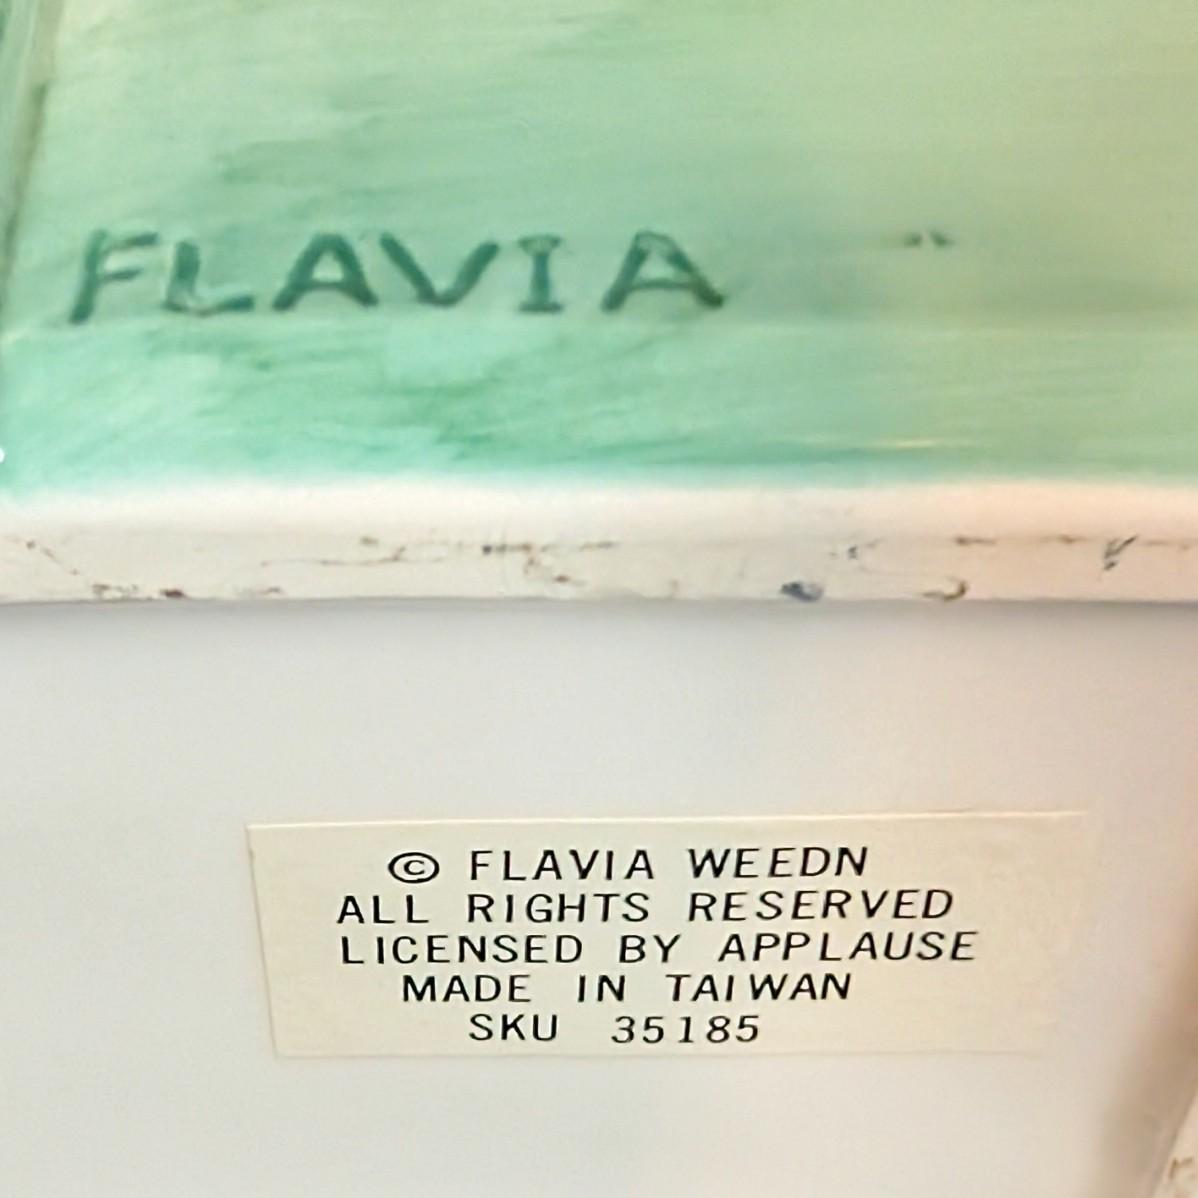 FLAVIA
© FLAVIA WEEDN
ALL RIGHTS RESERVED
LICENSED BY APPLAUSE
MADE IN TAIWAN
SKU 35185